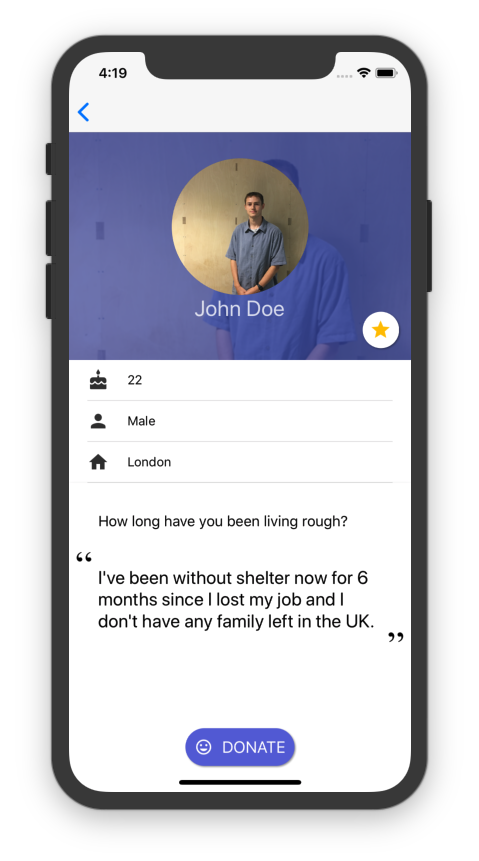 4:19
John Doe
22
Male
London
How long have you been living rough?
“
I've been without shelter now for 6
months since I lost my job and I
don't have any family left in the UK.
”
DONATE